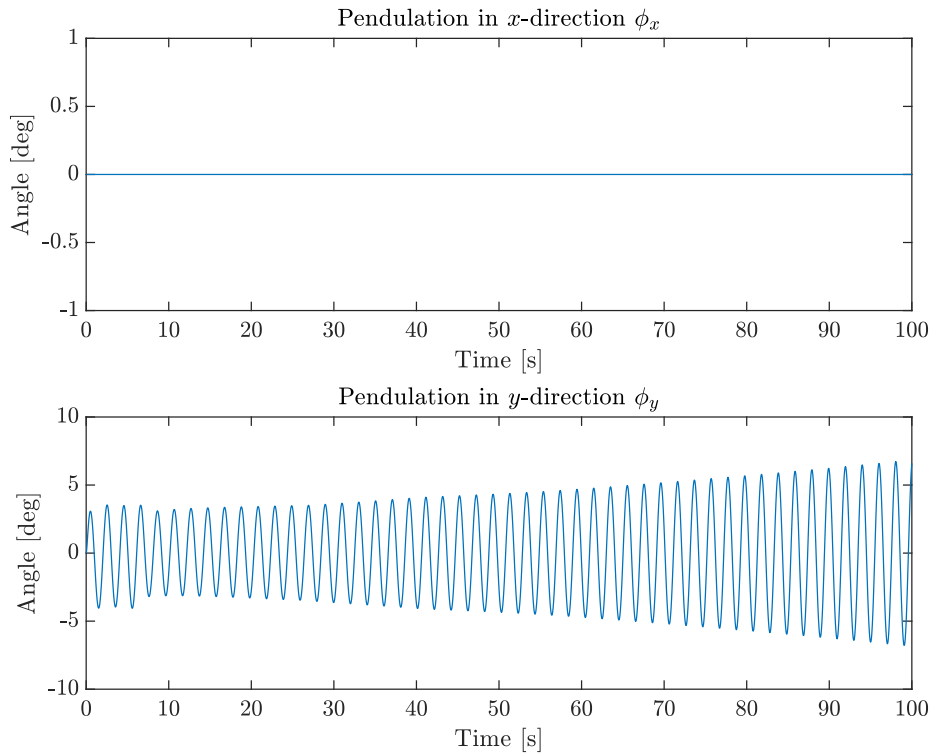 Pendulation in x-direction ϕx
1
0.5
0
-0.5
-1
Angle [deg]
0 10 20 30 40 50 60 70 80 90 100
Time [s]
Pendulation in y-direction ϕy
10
5
0
-5
-10
Angle [deg]
0 10 20 30 40 50 60 70 80 90 100
Time [s]